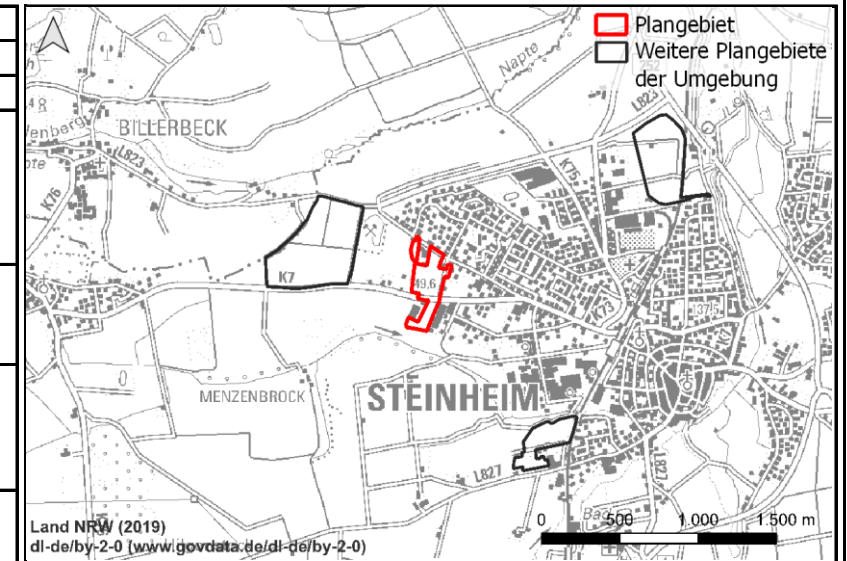 Plangebiet
Weitere Plangebiete
der Umgebung
Napte
L823
BILLERBECK
L823
K76
K75
K7
49,6
K73
137,5
MENZENBROCK
STEINHEIM
L827
L827
0 500 1.000 1.500 m
Land NRW (2019)
dl-de/by-2-0 (www.govdata.de/dl-de/by-2-0)